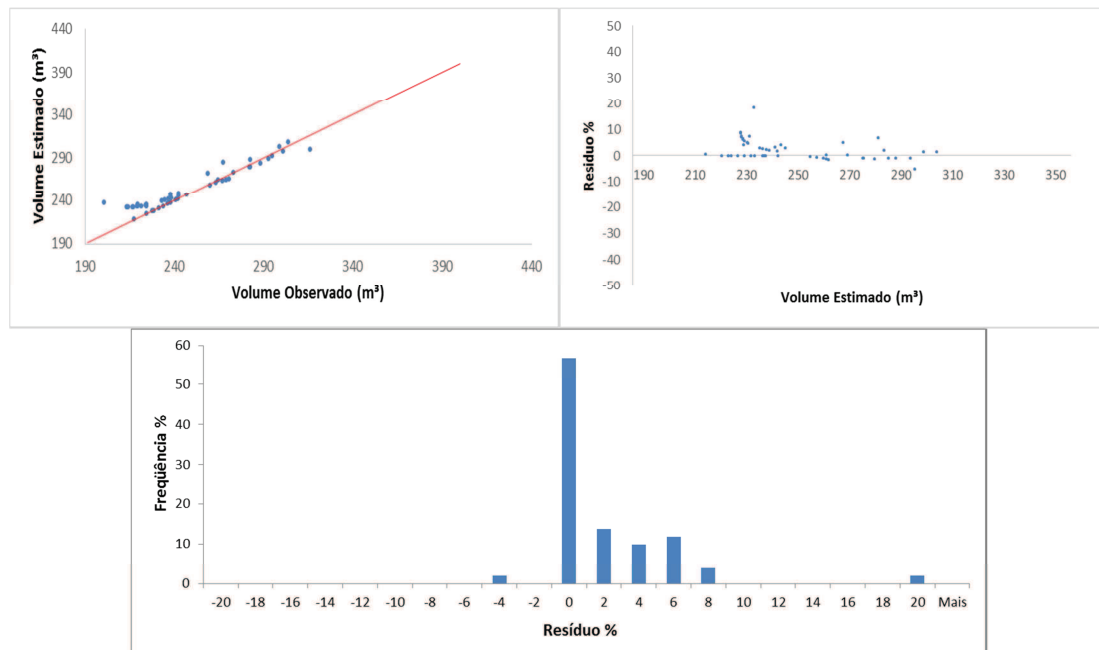 440
390
340
290
240
190
Volume Estimado (m³)
190 240 290 340 390 440
Volume Observado (m³)
50
40
30
20
10
0
-10
-20
-30
-40
-50
Resíduo %
190 210 230 250 270 290 310 330 350
Volume Estimado (m³)
60
50
40
30
20
10
0
Freqüência %
-20 -18 -16 -14 -12 -10 -8 -6 -4 -2 0 2 4 6 8 10 12 14 16 18 20 Mais
Resíduo %